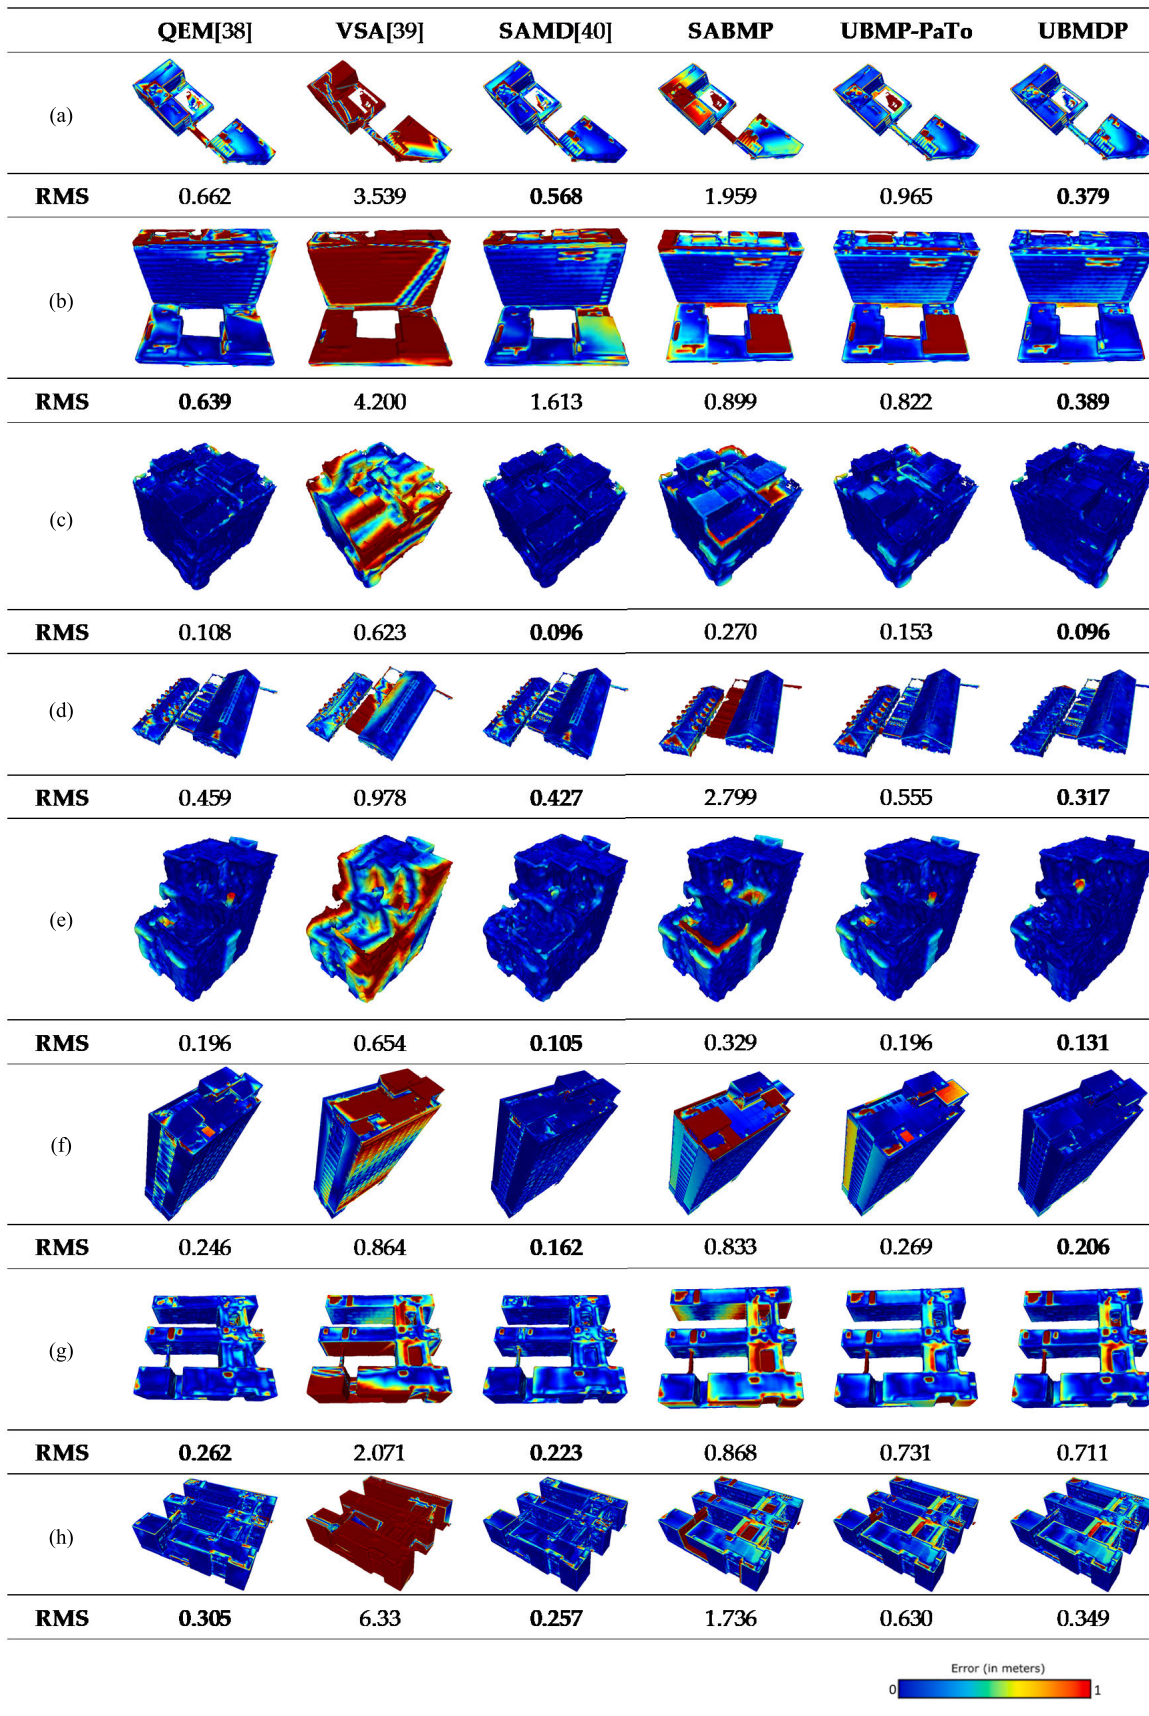 QEM[38] VSA[39] SAMD[40] SABMP UBMP-PaTo UBMDP
(a)
RMS 0.662 3.539 0.568 1.959 0.965 0.379
(b)
RMS 0.639 4.200 1.613 0.899 0.822 0.389
(c)
RMS 0.108 0.623 0.096 0.270 0.153 0.096
(d)
RMS 0.459 0.978 0.427 2.799 0.555 0.317
(e)
RMS 0.196 0.654 0.105 0.329 0.196 0.131
(f)
RMS 0.246 0.864 0.162 0.833 0.269 0.206
(g)
RMS 0.262 2.071 0.223 0.868 0.731 0.711
(h)
RMS 0.305 6.33 0.257 1.736 0.630 0.349
Error (in meters)
0 1